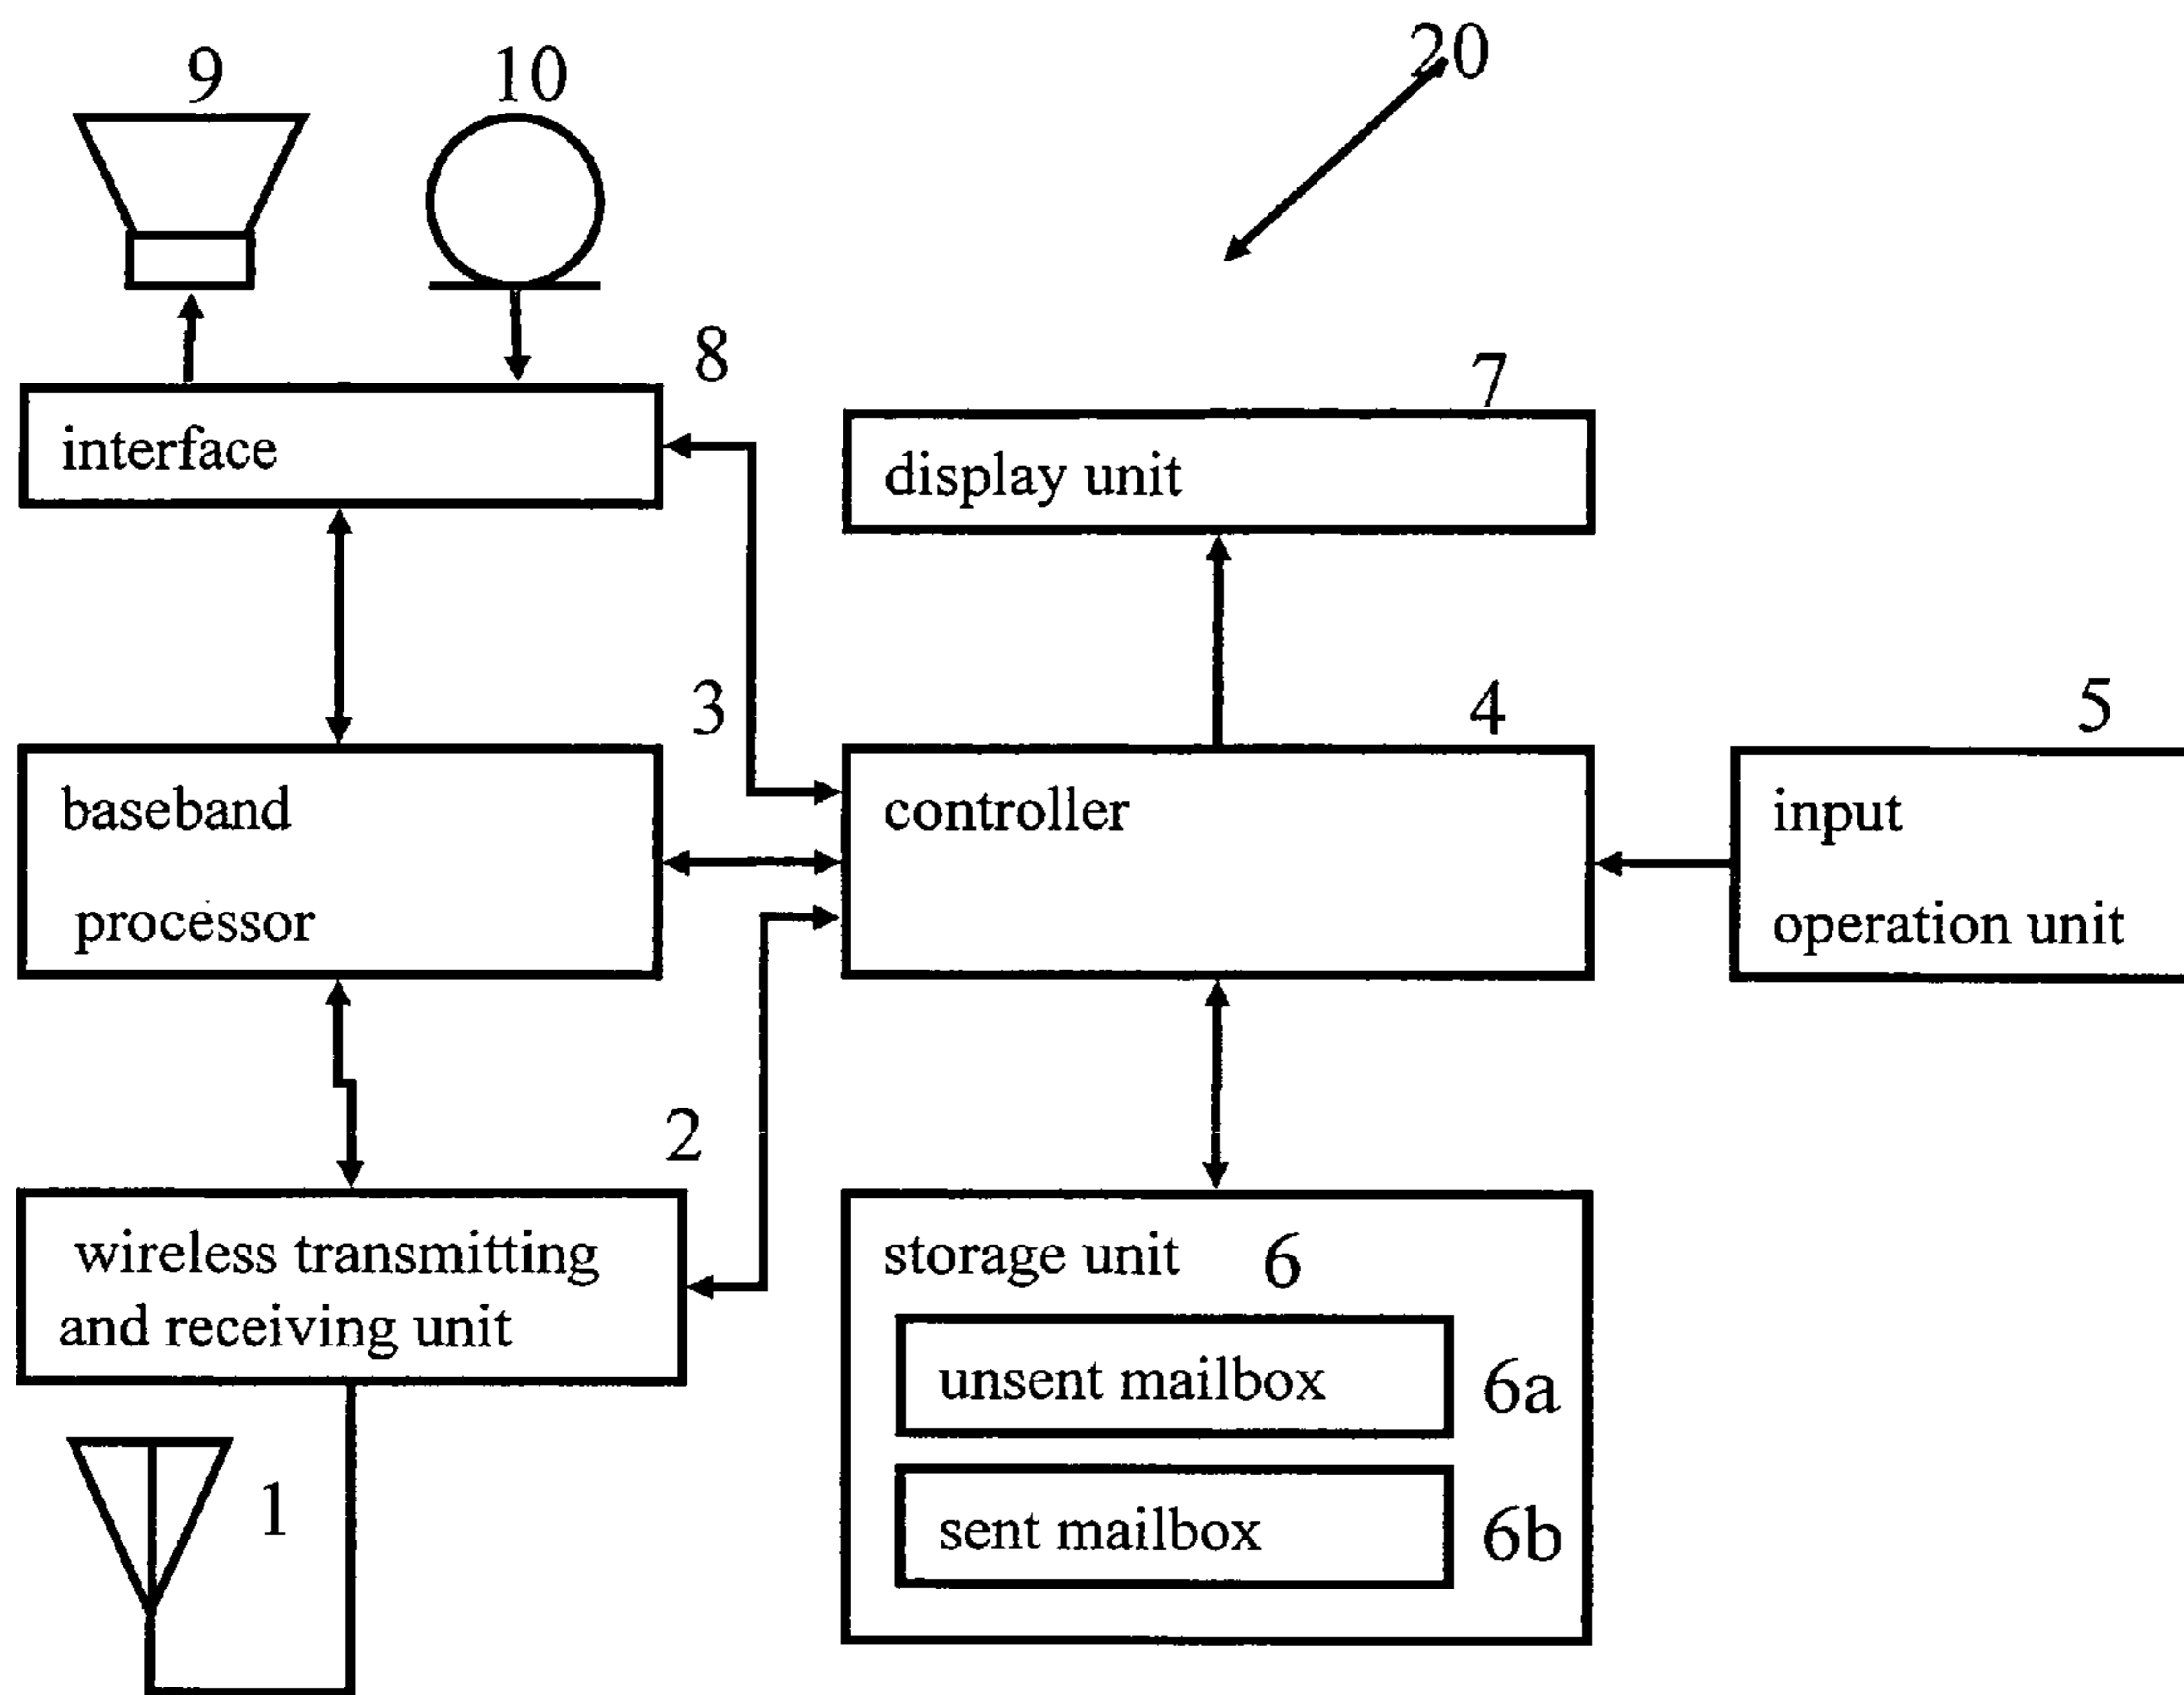 9
10
20
8
interface
7
display unit
3
baseband
processor
4
controller
5
input
operation unit
2
wireless transmitting
and receiving unit
storage unit 6
unsent mailbox 6a
sent mailbox 6b
1